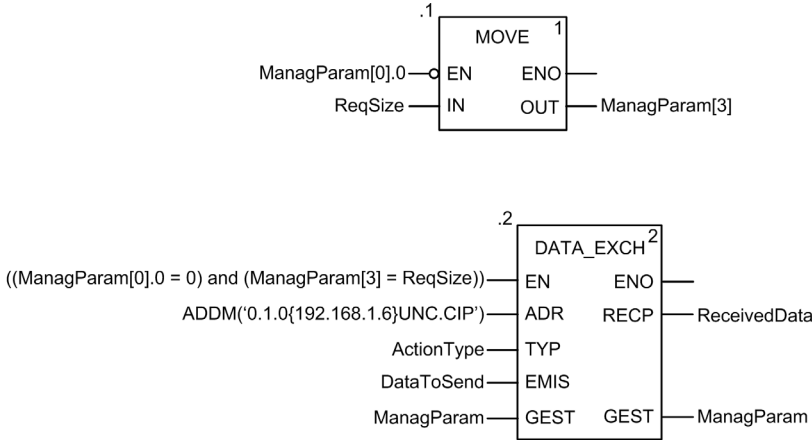 .1
MOVE 1
ManagParam[0].0 EN ENO
ReqSize IN OUT ManagParam[3]
.2
DATA_EXCH 2
((ManagParam[0].0 = 0) and (ManagParam[3] = ReqSize)) EN ENO
ADDM(‘0.1.0{192.168.1.6}UNC.CIP’) ADR RECP ReceivedData
ActionType TYP
DataToSend EMIS
ManagParam GEST GEST ManagParam